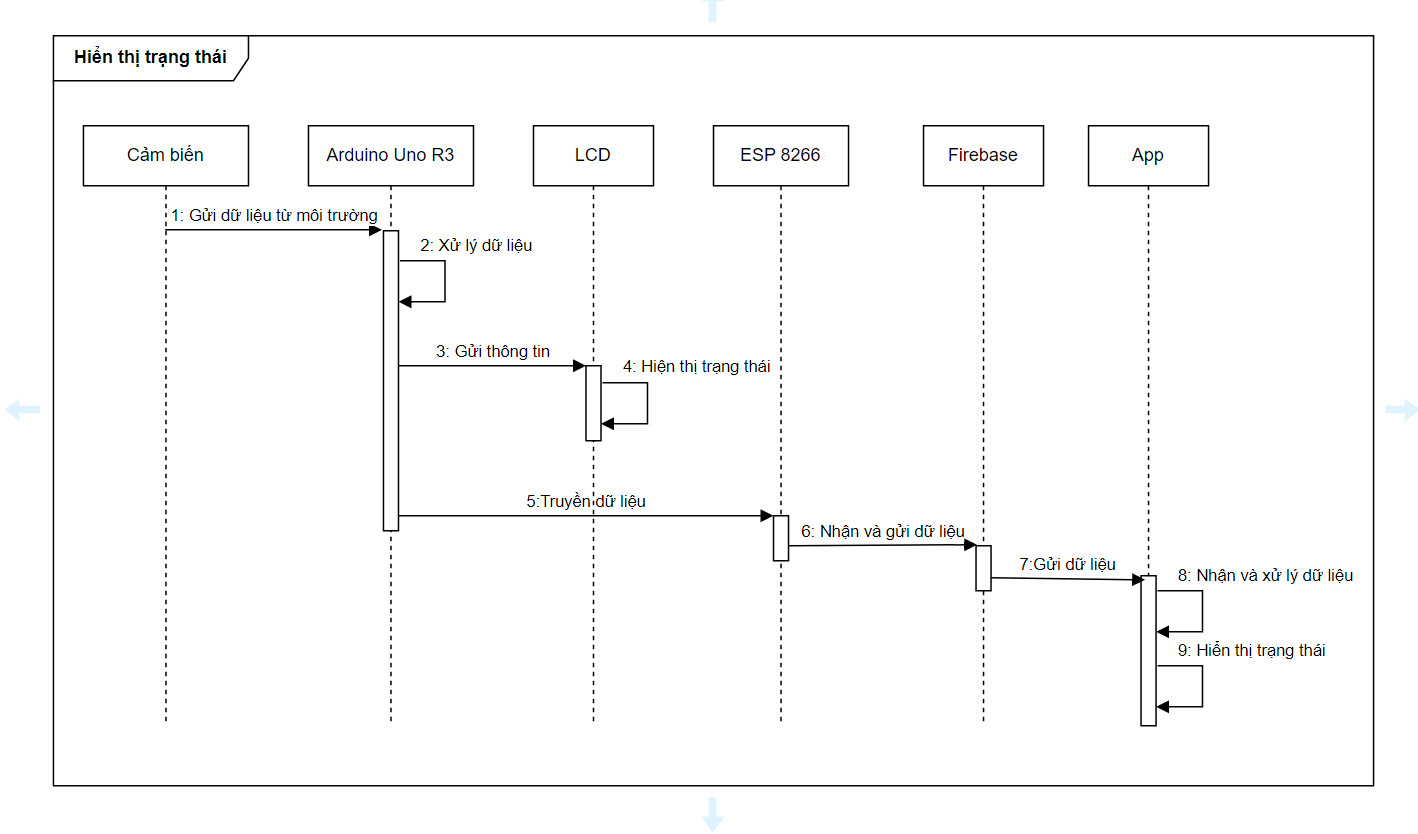 Hiển thị trạng thái
Cảm biến
Arduino Uno R3
LCD
ESP 8266
Firebase
App
1: Gửi dữ liệu từ môi trường
2: Xử lý dữ liệu
3: Gửi thông tin
4: Hiện thị trạng thái
5:Truyền dữ liệu
6: Nhận và gửi dữ liệu
7:Gửi dữ liệu
8: Nhận và xử lý dữ liệu
9: Hiển thị trạng thái